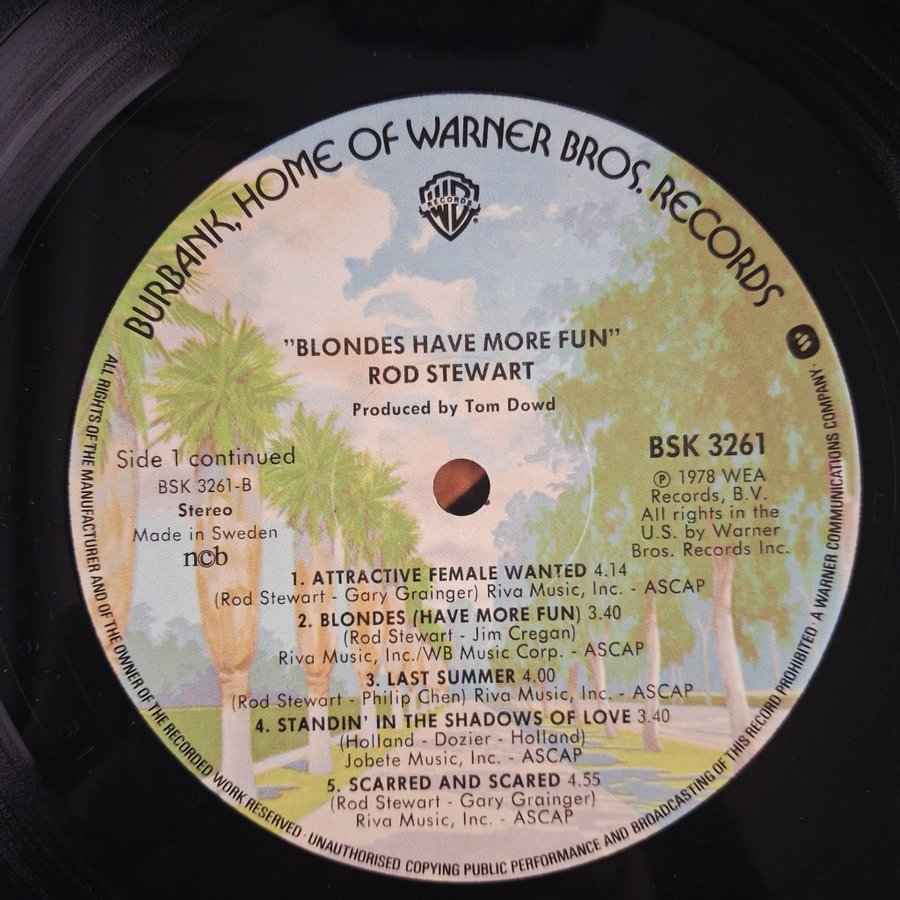 BURBANK, HOME OF WARNER BROS. RECORDS
WB
RECORDS
®
"BLONDES HAVE MORE FUN"
ROD STEWART
Produced by Tom Dowd
Side 1 continued
BSK 3261-B
Stereo
Made in Sweden
ncb
BSK 3261
℗ 1978 WEA
Records, B.V.
All rights in the
U.S. by Warner
Bros. Records Inc.
1. ATTRACTIVE FEMALE WANTED 4.14
(Rod Stewart - Gary Grainger) Riva Music, Inc. - ASCAP
2. BLONDES (HAVE MORE FUN) 3.40
(Rod Stewart - Jim Cregan)
Riva Music, Inc./WB Music Corp. - ASCAP
3. LAST SUMMER 4.00
(Rod Stewart - Philip Chen) Riva Music, Inc. - ASCAP
4. STANDIN' IN THE SHADOWS OF LOVE 3.40
(Holland - Dozier - Holland)
Jobete Music, Inc. - ASCAP
5. SCARRED AND SCARED 4.55
(Rod Stewart - Gary Grainger)
Riva Music, Inc. - ASCAP
ALL RIGHTS OF THE MANUFACTURER AND OF THE OWNER OF THE RECORDED WORK RESERVED · UNAUTHORISED COPYING PUBLIC PERFORMANCE AND BROADCASTING OF THIS RECORD PROHIBITED · A WARNER COMMUNICATIONS COMPANY ·